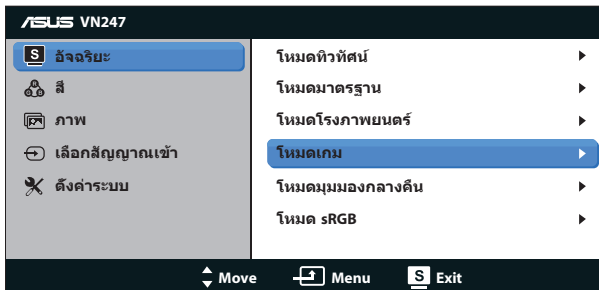 ASUS VN247
S อัจฉริยะ
สี
ภาพ
เลือกสัญญาณเข้า
ตั้งค่าระบบ
โหมดทิวทัศน์
โหมดมาตรฐาน
โหมดโรงภาพยนตร์
โหมดเกม
โหมดมุมมองกลางคืน
โหมด sRGB
Move Menu S Exit